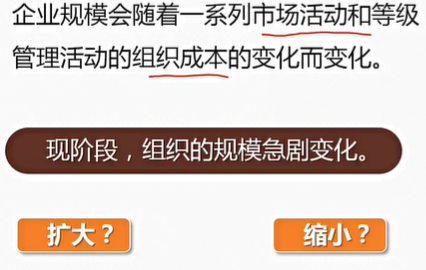 企业规模会随着一系列市场活动和等级
管理活动的组织成本的变化而变化。
现阶段，组织的规模急剧变化。
扩大？
缩小？